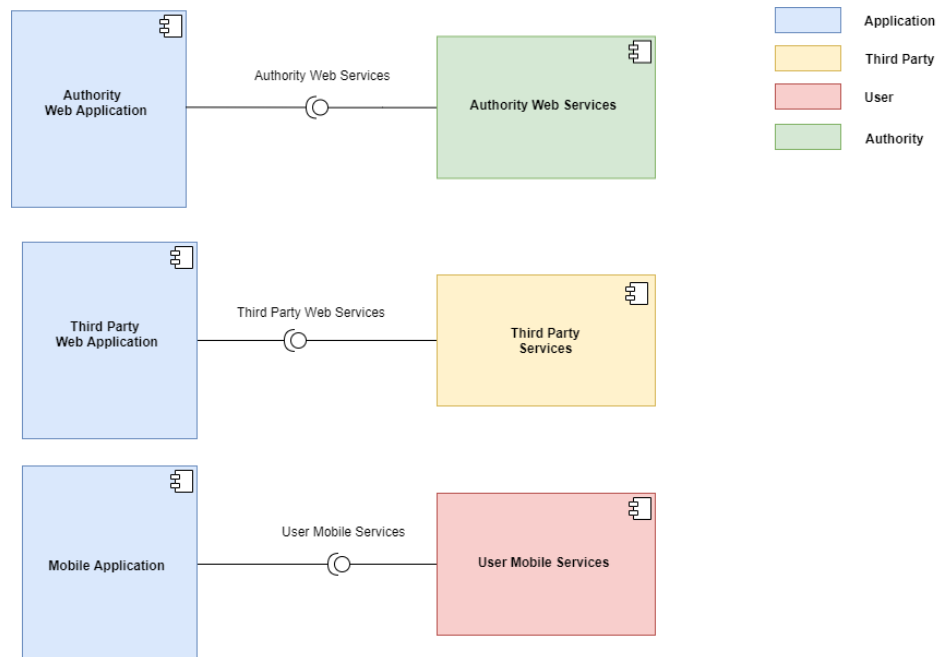 Authority
Web Application
Authority Web Services
Authority Web Services
Application
Third Party
User
Authority
Third Party
Web Application
Third Party Web Services
Third Party
Services
Mobile Application
User Mobile Services
User Mobile Services